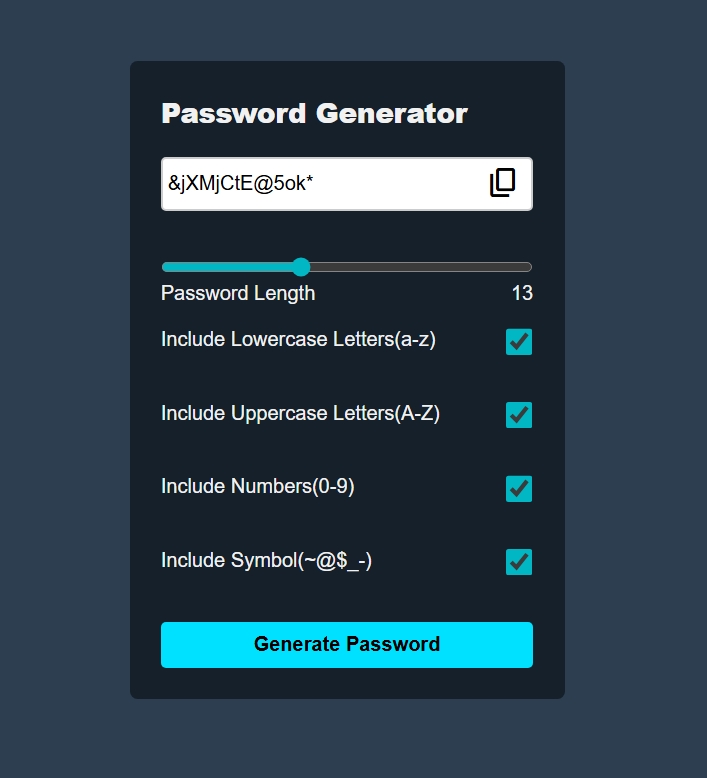 Password Generator
&jXMjCtE@5ok*
Password Length 13
Include Lowercase Letters(a-z)
Include Uppercase Letters(A-Z)
Include Numbers(0-9)
Include Symbol(~@$_-)
Generate Password